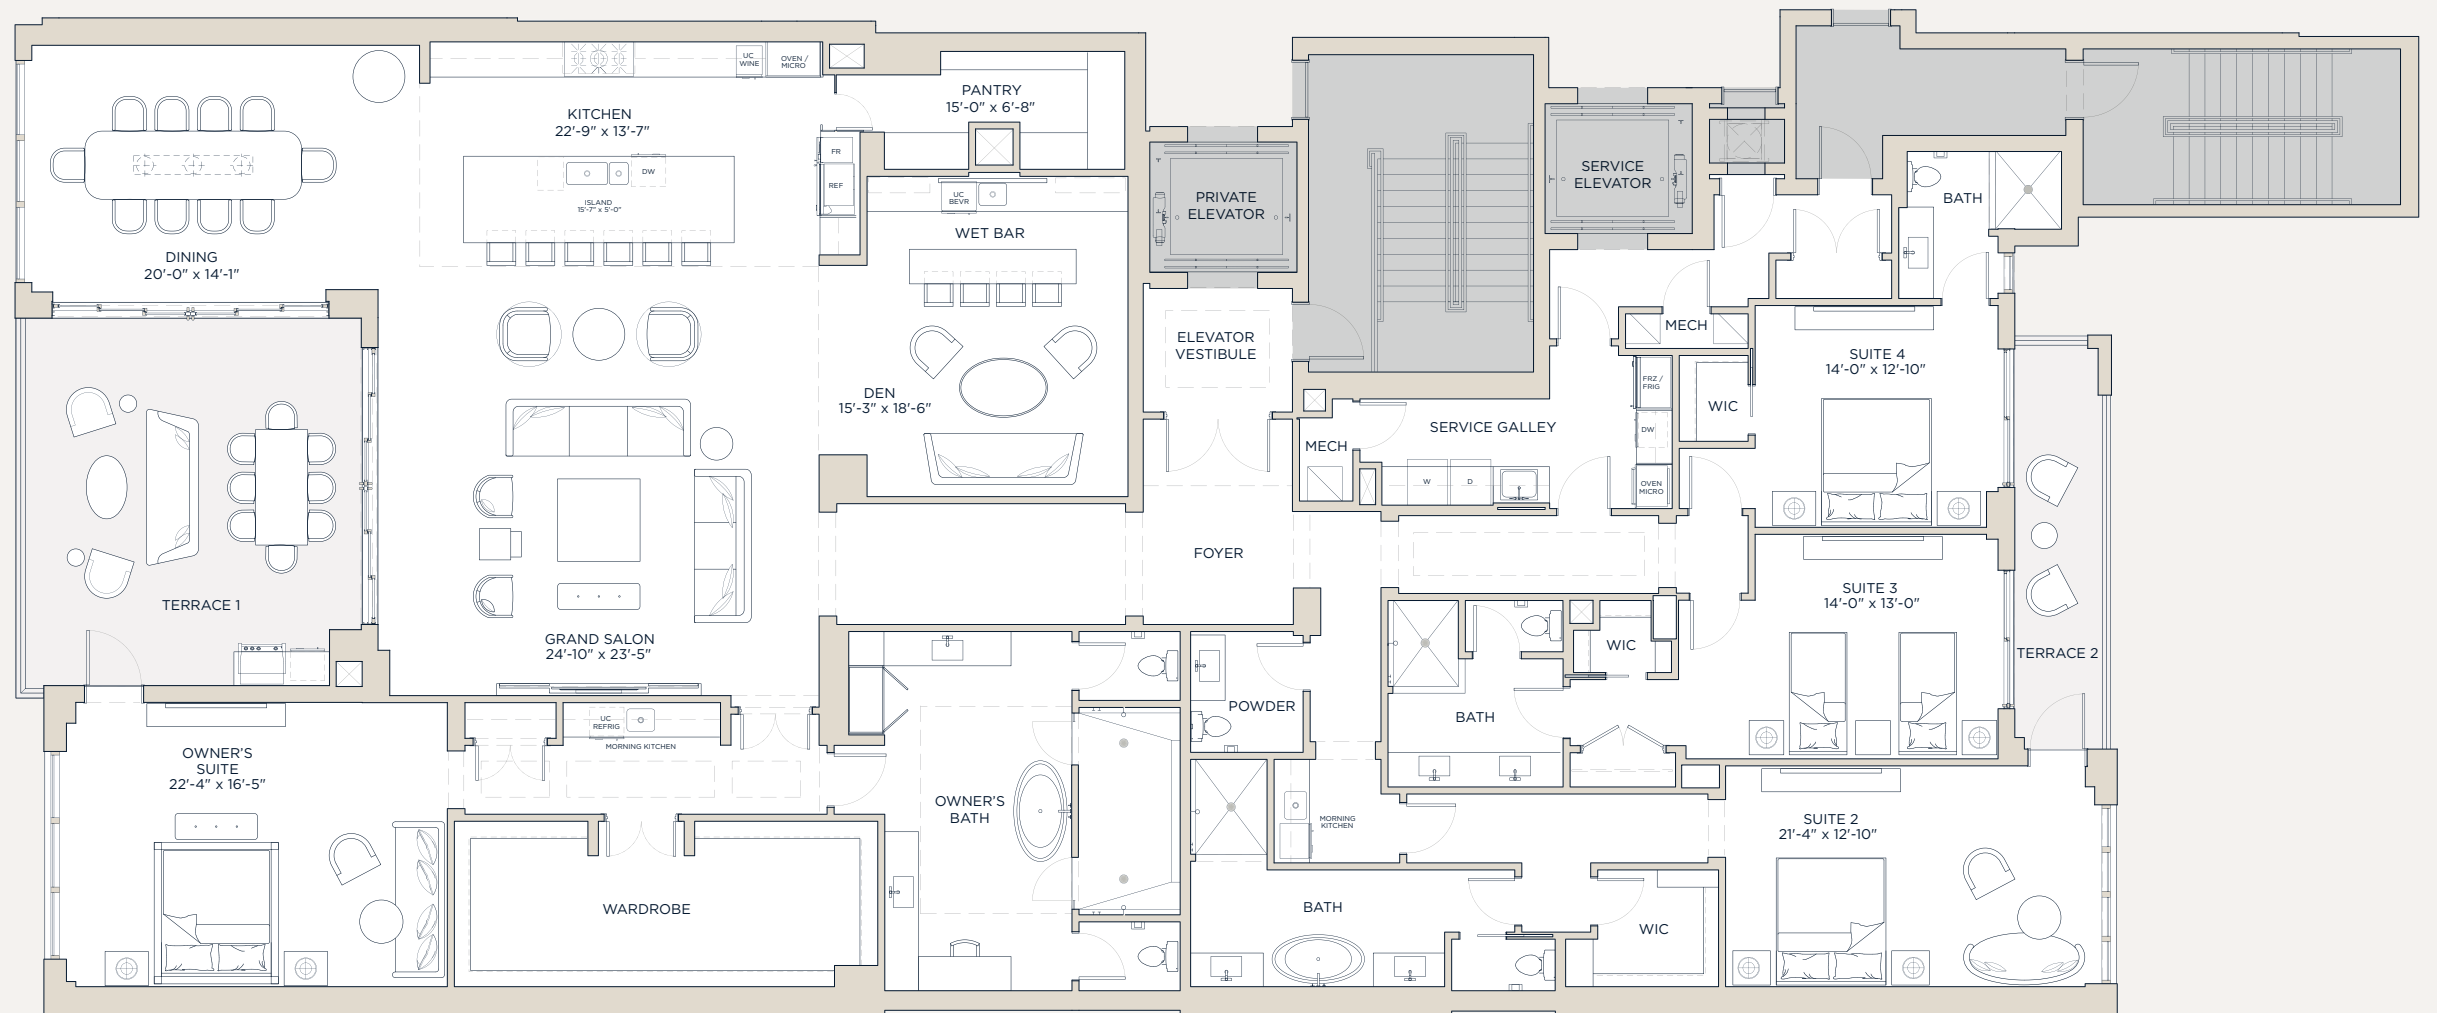 UC
WINE
OVEN /
MICRO
KITCHEN
22'-9" x 13'-7"
PANTRY
15'-0" x 6'-8"
FR
REF
DW
ISLAND
15'-7" x 5'-0"
DINING
20'-0" x 14'-1"
UC
BEVR
WET BAR
PRIVATE
ELEVATOR
SERVICE
ELEVATOR
BATH
ELEVATOR
VESTIBULE
MECH
SUITE 4
14'-0" x 12'-10"
DEN
15'-3" x 18'-6"
FRZ /
FRIG
WIC
MECH
SERVICE GALLEY
DW
W
D
OVEN
MICRO
FOYER
TERRACE 1
GRAND SALON
24'-10" x 23'-5"
SUITE 3
14'-0" x 13'-0"
WIC
TERRACE 2
POWDER
BATH
UC
REFRIG
MORNING KITCHEN
OWNER'S
SUITE
22'-4" x 16'-5"
OWNER'S
BATH
MORNING
KITCHEN
SUITE 2
21'-4" x 12'-10"
WARDROBE
BATH
WIC